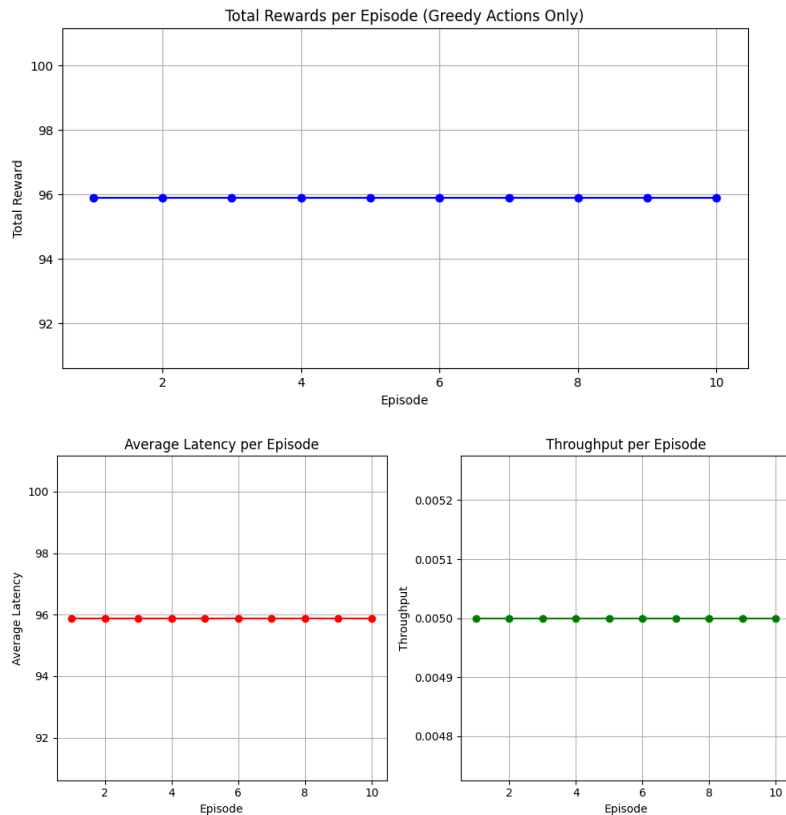 Total Rewards per Episode (Greedy Actions Only)
Total Reward
100
98
96
94
92
2 4 6 8 10
Episode
Average Latency per Episode
Average Latency
100
98
96
94
92
2 4 6 8 10
Episode
Throughput per Episode
Throughput
0.0052
0.0051
0.0050
0.0049
0.0048
2 4 6 8 10
Episode